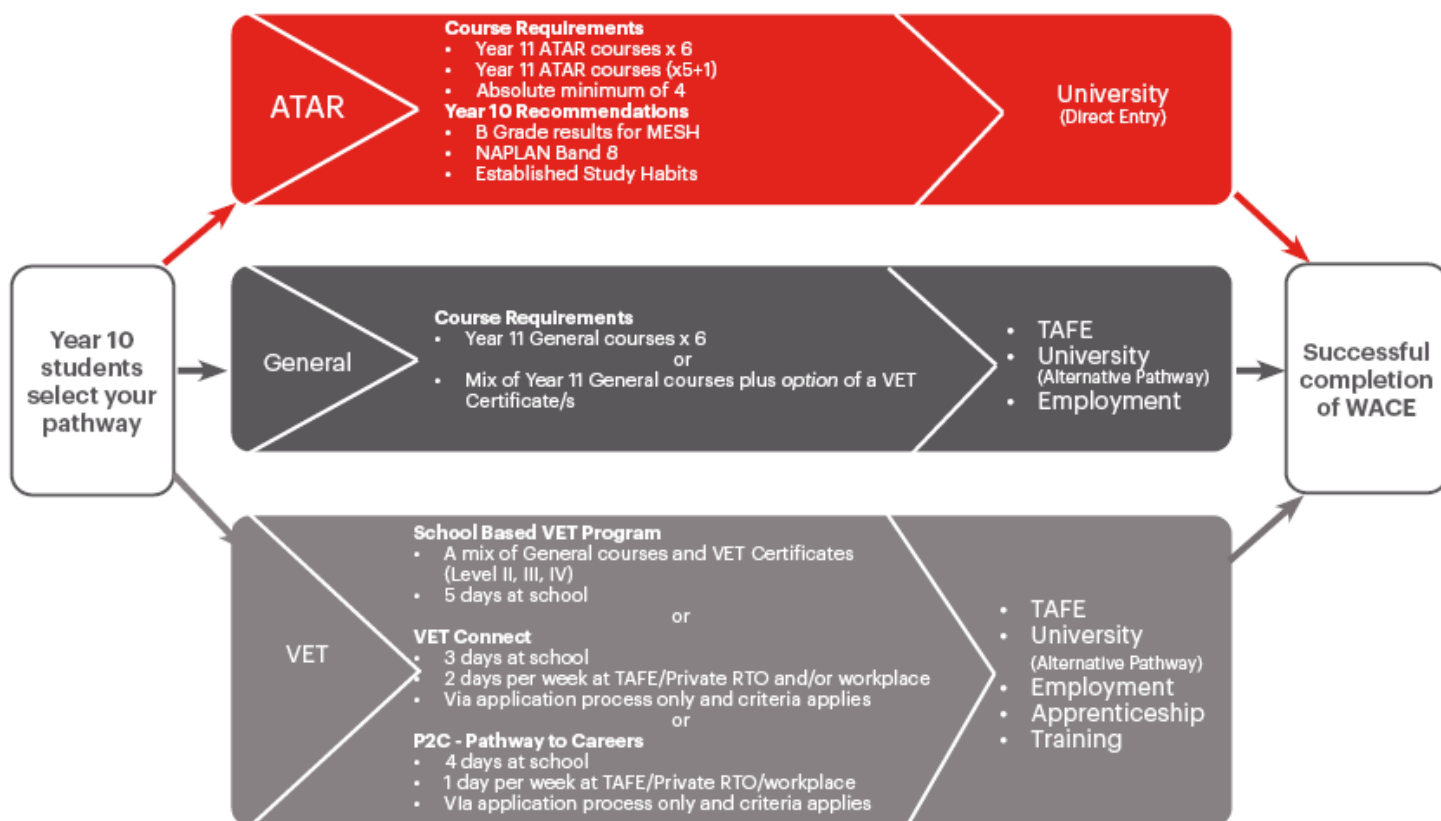 Year 10
students
select your
pathway
ATAR
Course Requirements
• Year 11 ATAR courses x 6
• Year 11 ATAR courses (x5+1)
• Absolute minimum of 4
Year 10 Recommendations
• B Grade results for MESH
• NAPLAN Band 8
• Established Study Habits
University
(Direct Entry)
General
Course Requirements
• Year 11 General courses x 6
or
• Mix of Year 11 General courses plus option of a VET
Certificate/s
• TAFE
• University
(Alternative Pathway)
• Employment
VET
School Based VET Program
• A mix of General courses and VET Certificates
(Level II, III, IV)
• 5 days at school
or
VET Connect
• 3 days at school
• 2 days per week at TAFE/Private RTO and/or workplace
• Via application process only and criteria applies
or
P2C - Pathway to Careers
• 4 days at school
• 1 day per week at TAFE/Private RTO/workplace
• VIa application process only and criteria applies
• TAFE
• University
(Alternative Pathway)
• Employment
• Apprenticeship
• Training
Successful
completion
of WACE